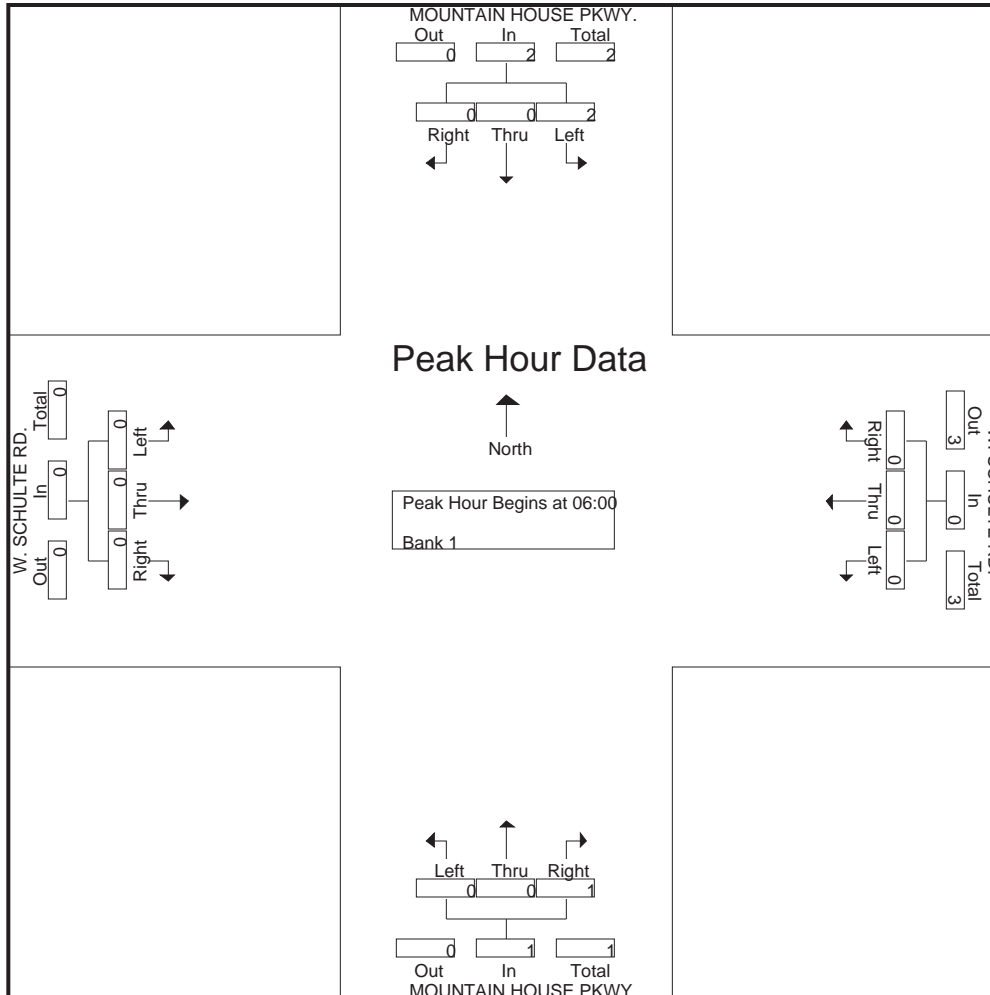 MOUNTAIN HOUSE PKWY.
Out In Total
0 2 2
0 0 2
Right Thru Left
Peak Hour Data
North
Peak Hour Begins at 06:00
Bank 1
W. SCHULTE RD.
Total In Out
0 0 0
0 0 0
Left Thru Right
Right Thru Left
0 0 0
Out In Total
3 0 3
Left Thru Right
0 0 1
0 1 1
Out In Total
MOUNTAIN HOUSE PKWY